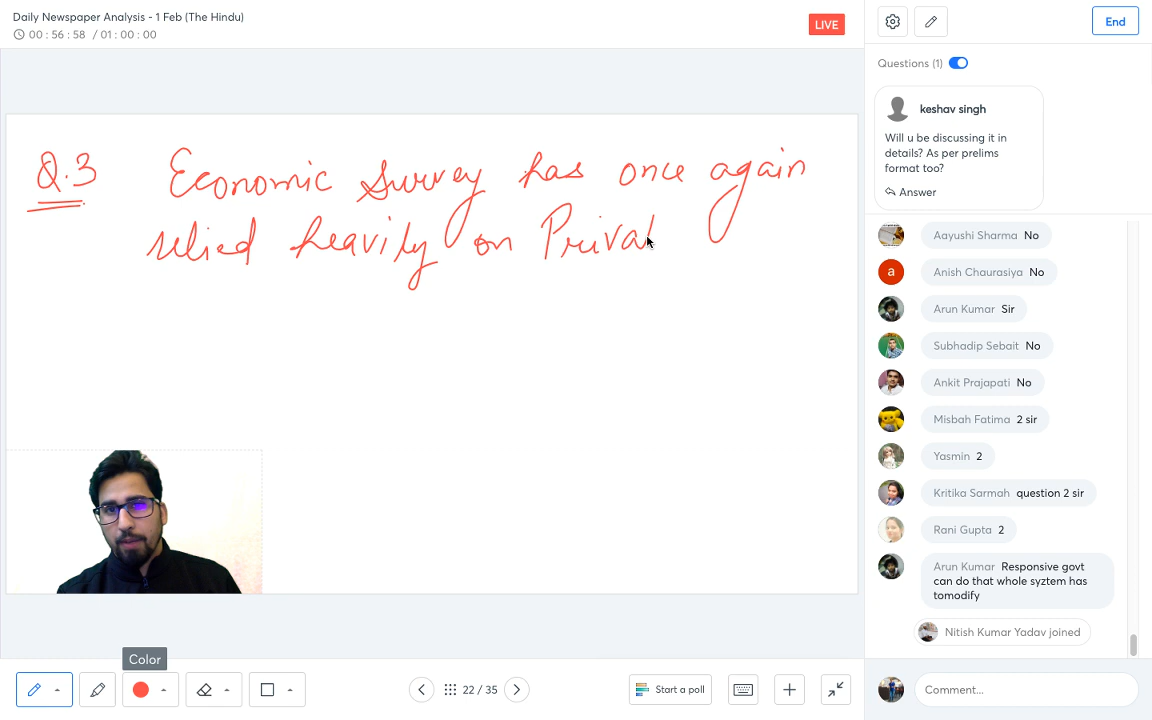 Daily Newspaper Analysis - 1 Feb (The Hindu)
00 : 56 : 58 / 01 : 00 : 00
LIVE
End
Questions (1)
keshav singh
Will u be discussing it in
details? As per prelims
format too?
Answer
Q.3 Economic Survey has once again
relied heavily on Privat
Aayushi Sharma No
a Anish Chaurasiya No
Arun Kumar Sir
Subhadip Sebait No
Ankit Prajapati No
Misbah Fatima 2 sir
Yasmin 2
Kritika Sarmah question 2 sir
Rani Gupta 2
Arun Kumar Responsive govt
can do that whole syztem has
tomodify
Nitish Kumar Yadav joined
Color
22 / 35
Start a poll
Comment...